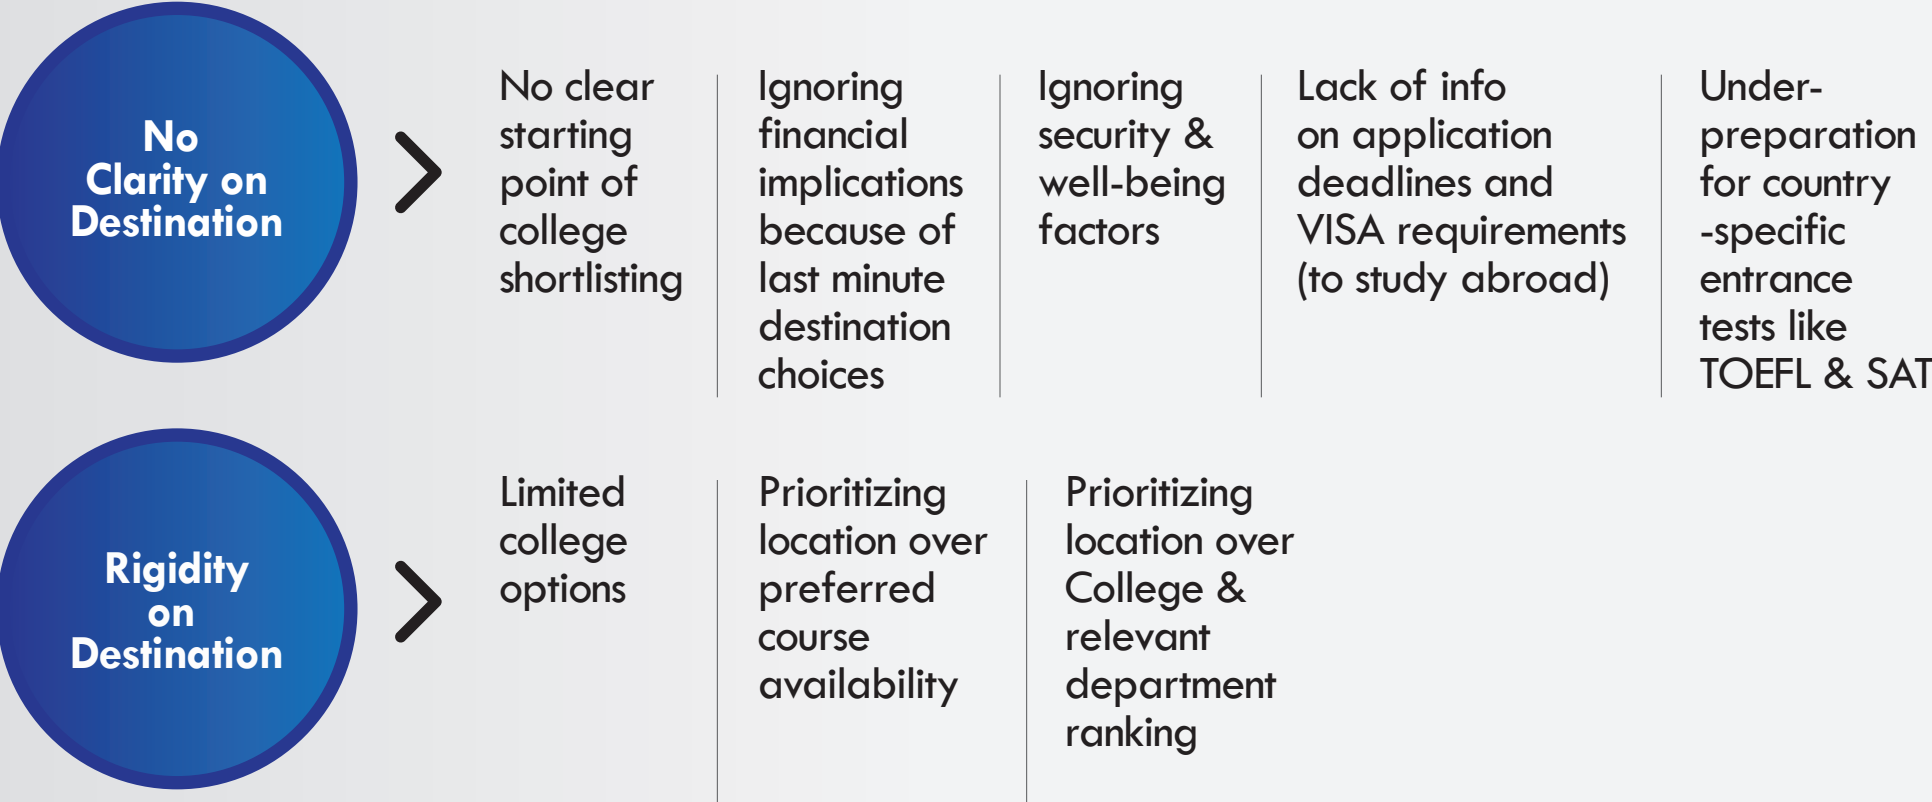 No
Clarity on
Destination
No clear
starting
point of
college
shortlisting
Ignoring
financial
implications
because of
last minute
destination
choices
Ignoring
security &
well-being
factors
Lack of info
on application
deadlines and
VISA requirements
(to study abroad)
Under-
preparation
for country
-specific
entrance
tests like
TOEFL & SAT
Rigidity
on
Destination
Limited
college
options
Prioritizing
location over
preferred
course
availability
Prioritizing
location over
College &
relevant
department
ranking